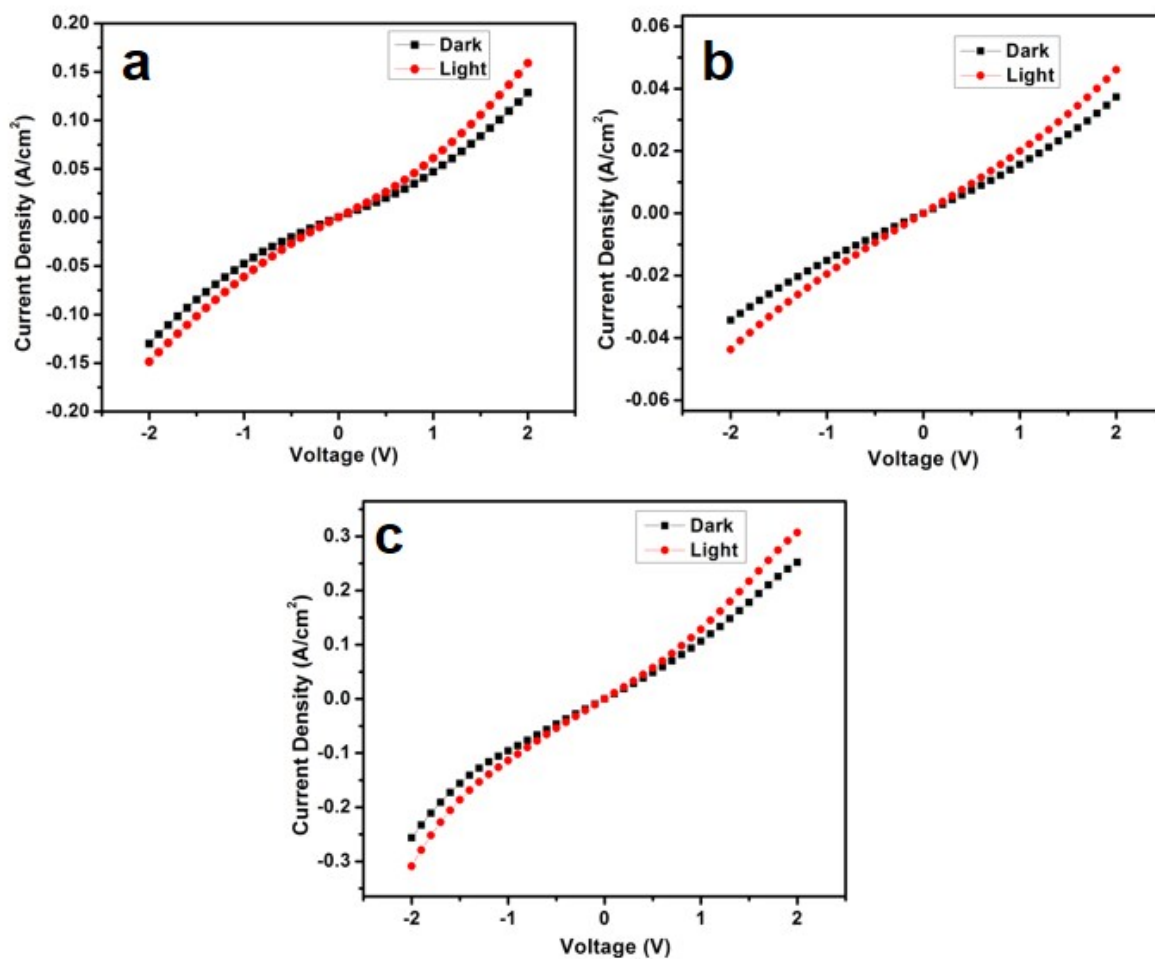 a
Dark
Light
0.20
0.15
0.10
0.05
0.00
-0.05
-0.10
-0.15
-0.20
Current Density (A/cm²)
-2 -1 0 1 2
Voltage (V)
b
Dark
Light
0.06
0.04
0.02
0.00
-0.02
-0.04
-0.06
Current Density (A/cm²)
-2 -1 0 1 2
Voltage (V)
c
Dark
Light
0.3
0.2
0.1
0.0
-0.1
-0.2
-0.3
Current Density (A/cm²)
-2 -1 0 1 2
Voltage (V)